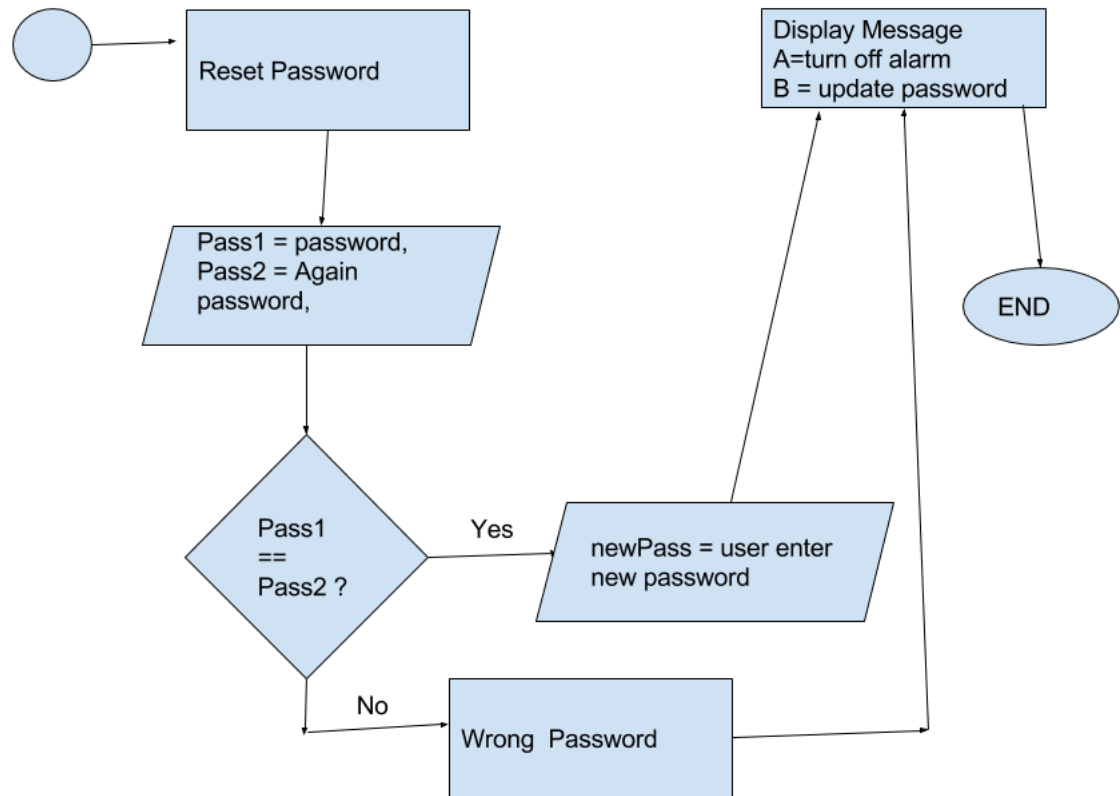 Reset Password
Pass1 = password,
Pass2 = Again
password,
Pass1
==
Pass2 ?
Yes
newPass = user enter
new password
No
Wrong  Password
Display Message
A=turn off alarm
B = update password
END